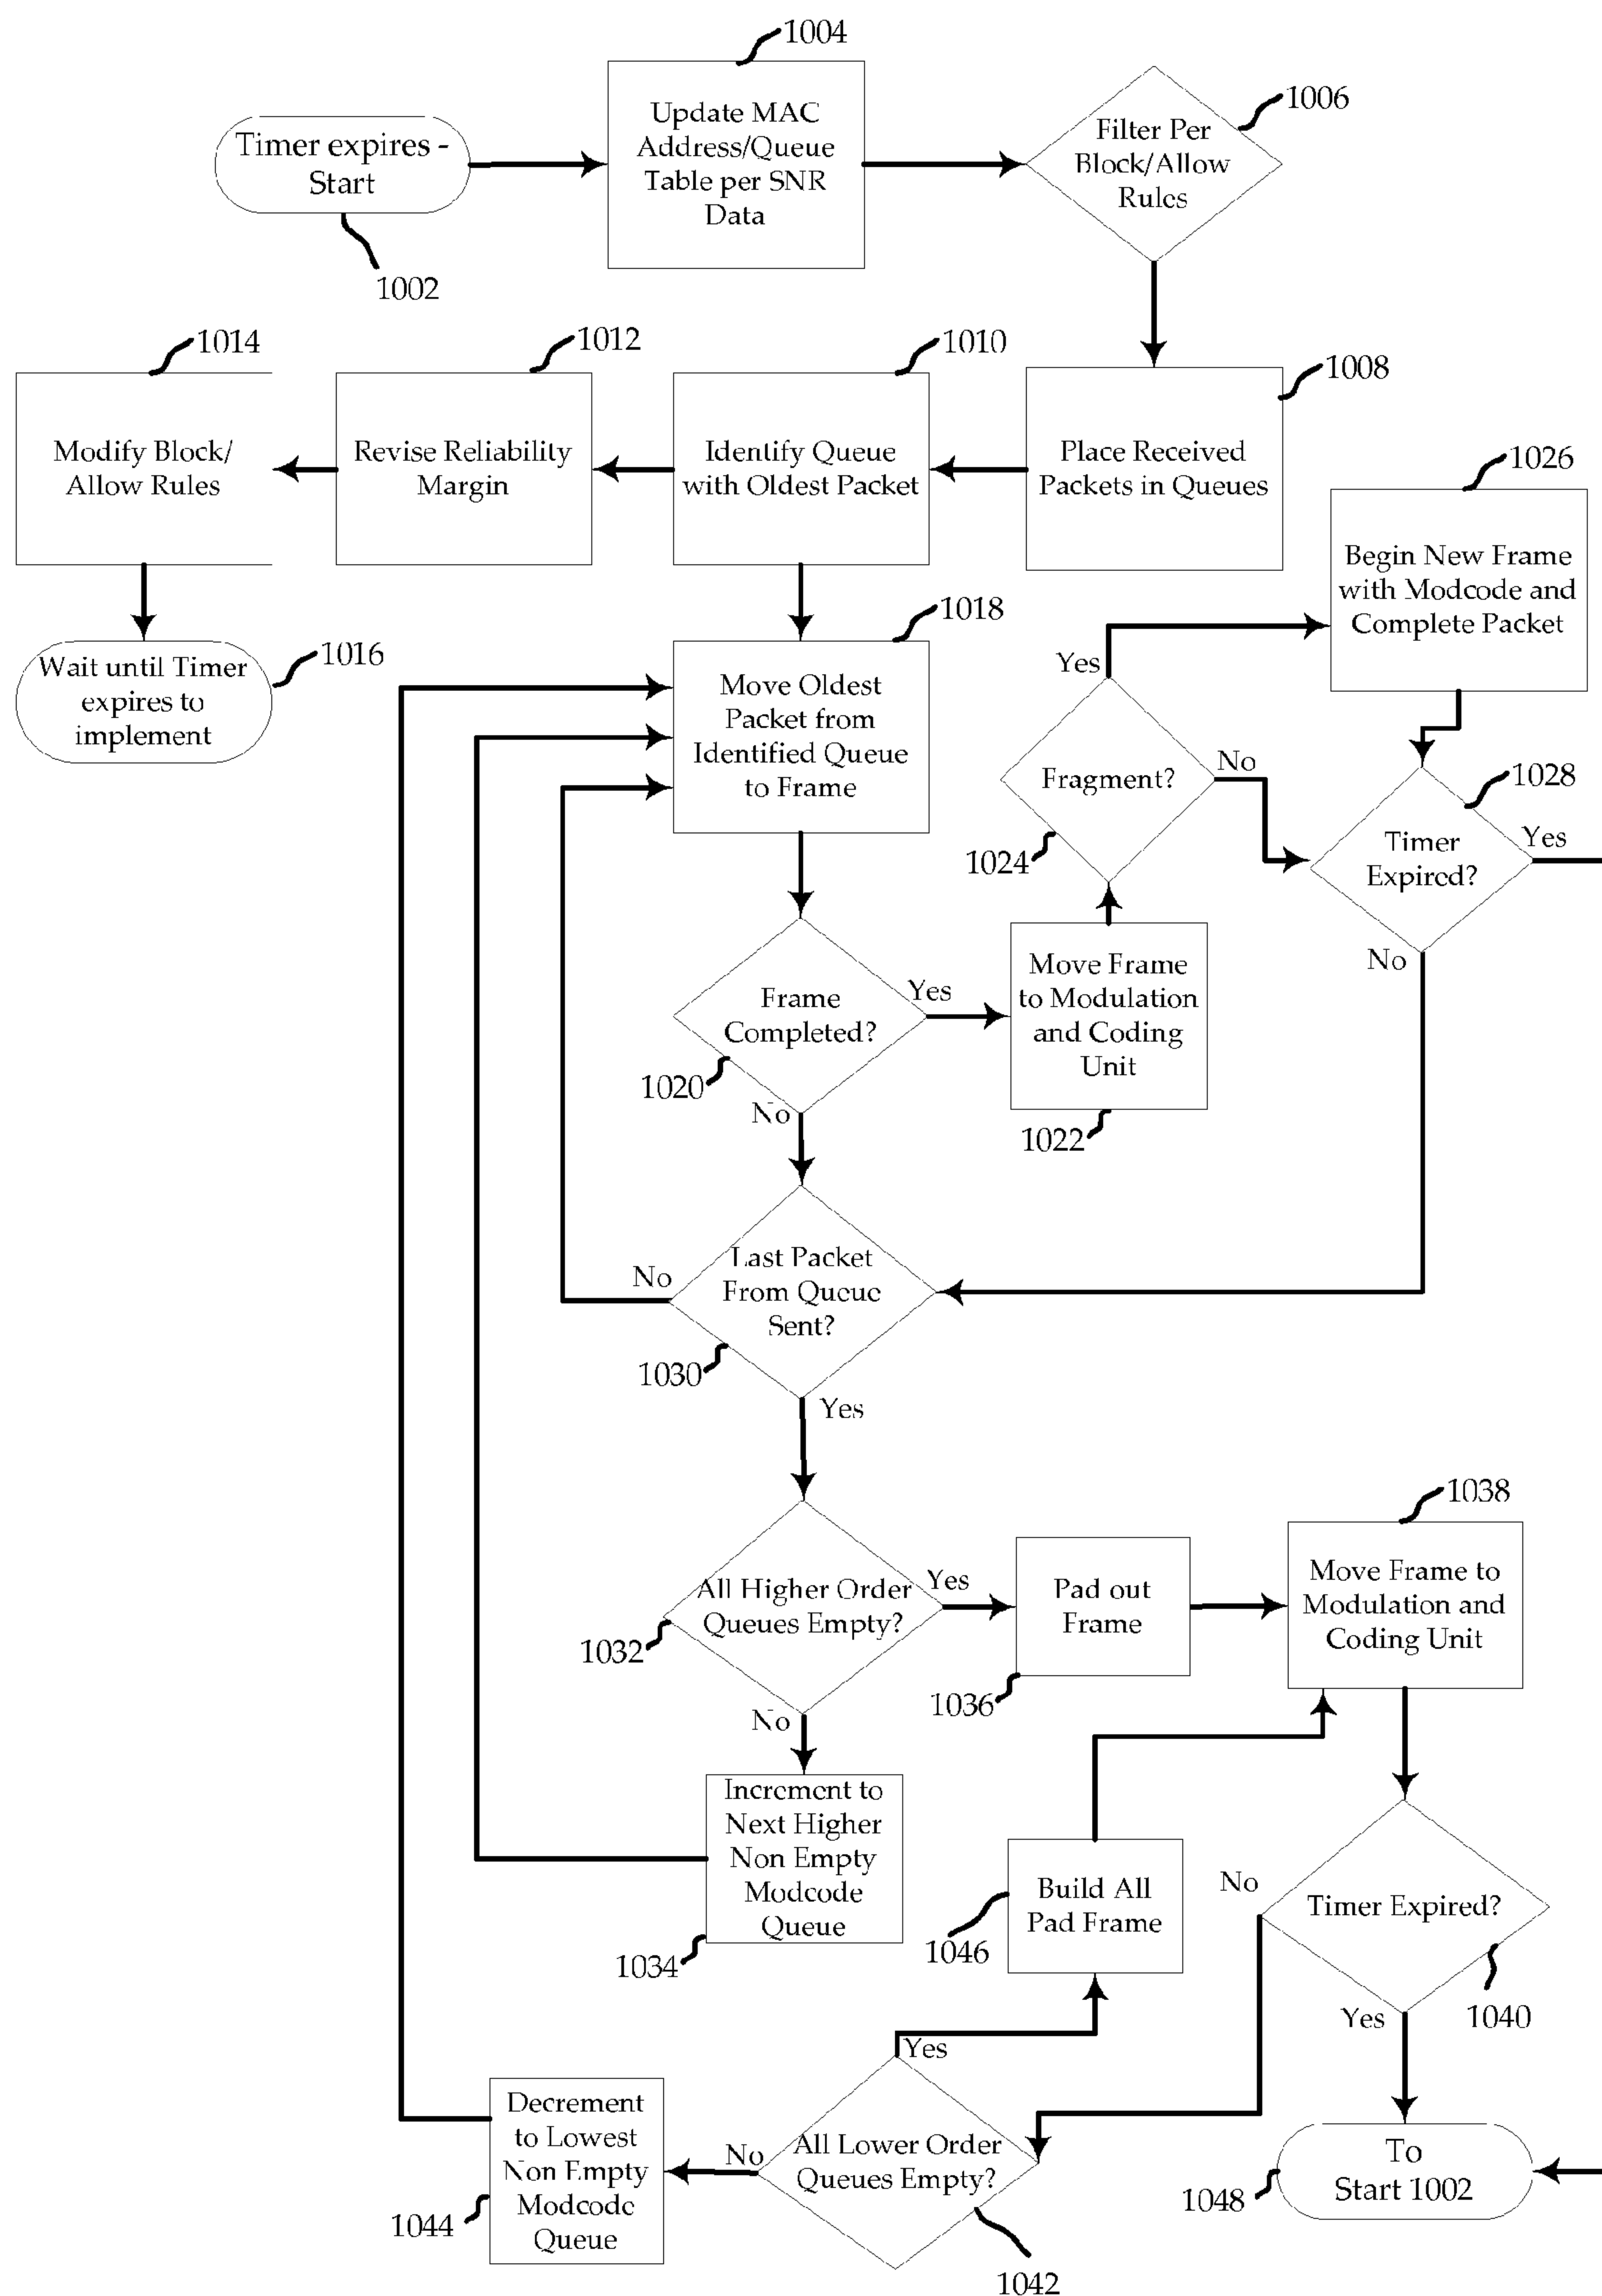 1004
Update MAC
Address/Queue
Table per SNR
Data
1006
Filter Per
Block/Allow
Rules
Timer expires -
Start
1002
1014
Modify Block/
Allow Rules
1012
Revise Reliability
Margin
1010
Identify Queue
with Oldest Packet
1008
Place Received
Packets in Queues
1026
Begin New Frame
with Modcode and
Complete Packet
1016
Wait until Timer
expires to
implement
1018
Move Oldest
Packet from
Identified Queue
to Frame
Yes
Fragment?
No
1024
1028
Timer
Expired?
Yes
No
Frame
Completed?
Yes
1020
No
Move Frame
to Modulation
and Coding
Unit
1022
Last Packet
From Queue
Sent?
No
1030
Yes
All Higher Order
Queues Empty?
Yes
1032
No
Pad out
Frame
1036
1038
Move Frame to
Modulation and
Coding Unit
Increment to
Next Higher
Non Empty
Modcode
Queue
1034
Build All
Pad Frame
1046
No
Timer Expired?
1040
Yes
Yes
All Lower Order
Queues Empty?
No
1042
Decrement
to Lowest
Non Empty
Modcode
Queue
1044
To
Start 1002
1048